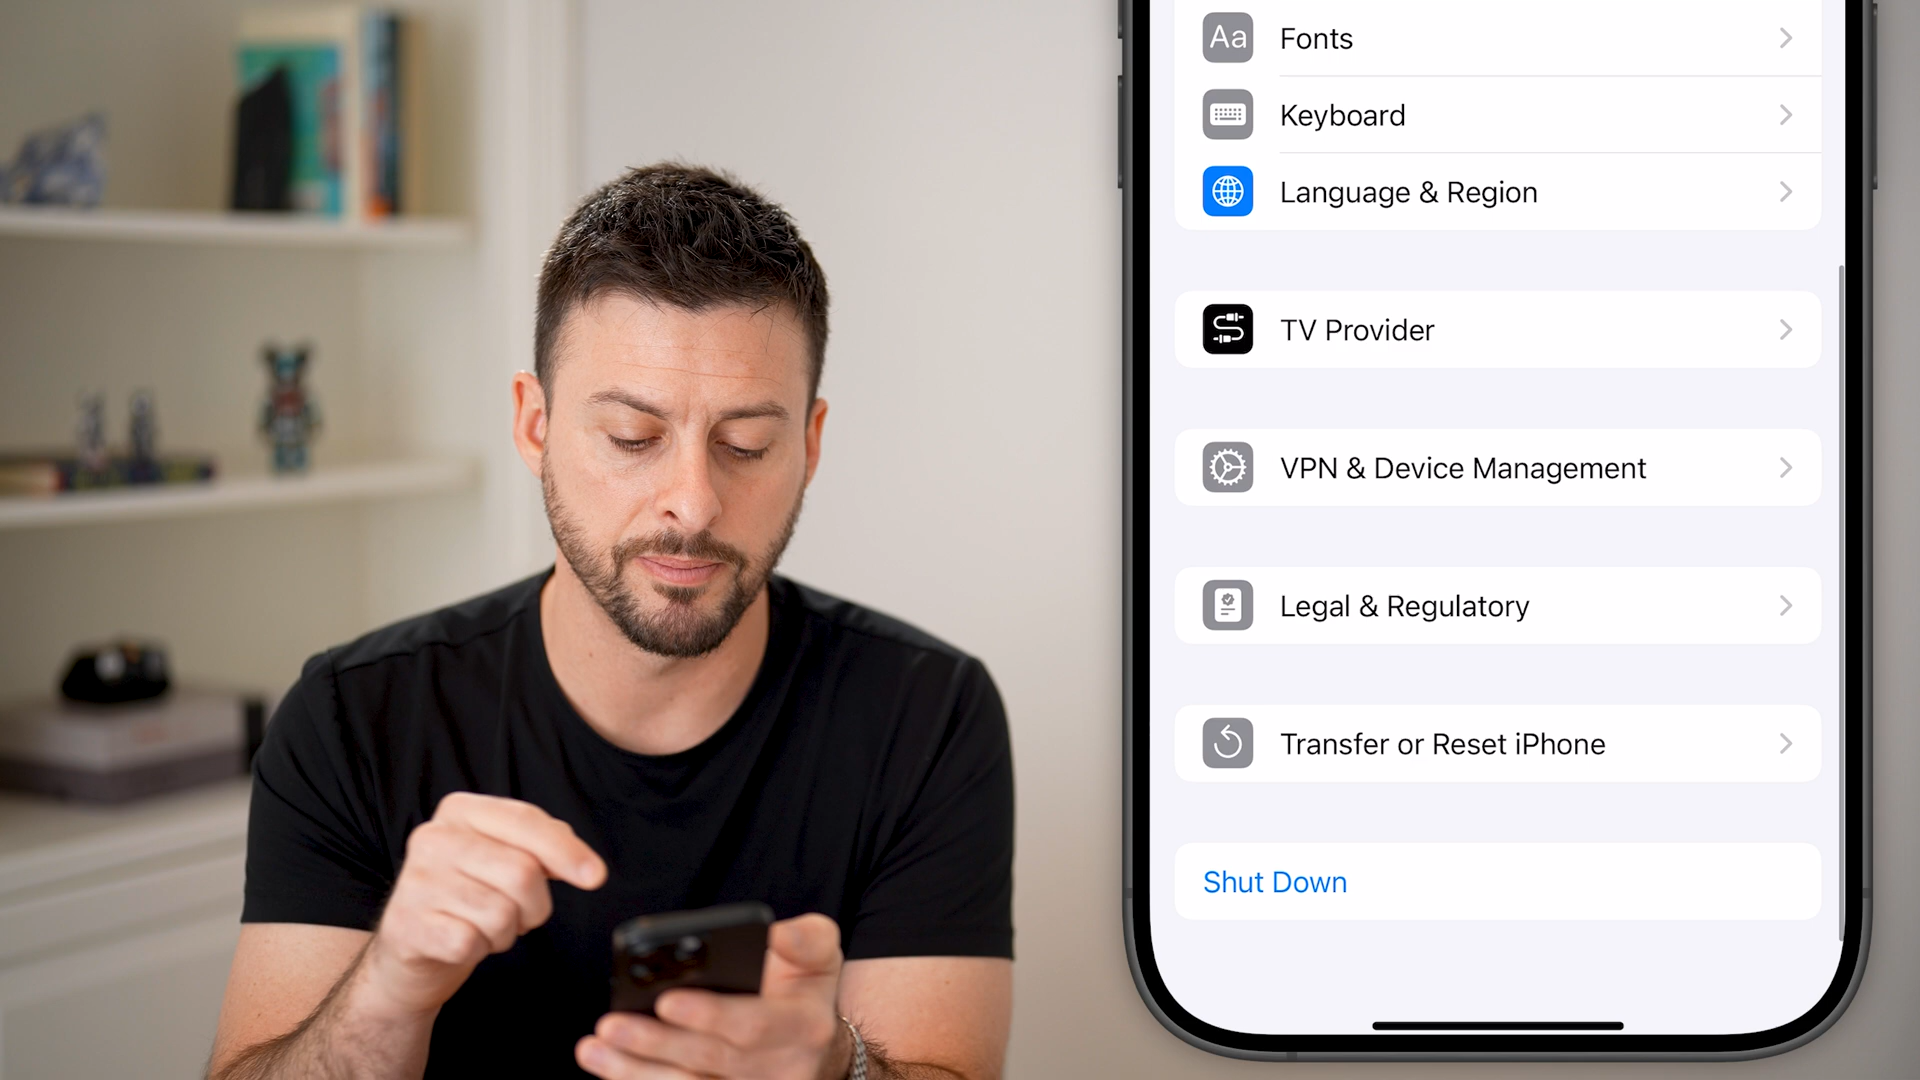 Aa Fonts
Keyboard
Language & Region
TV Provider
VPN & Device Management
Legal & Regulatory
Transfer or Reset iPhone
Shut Down